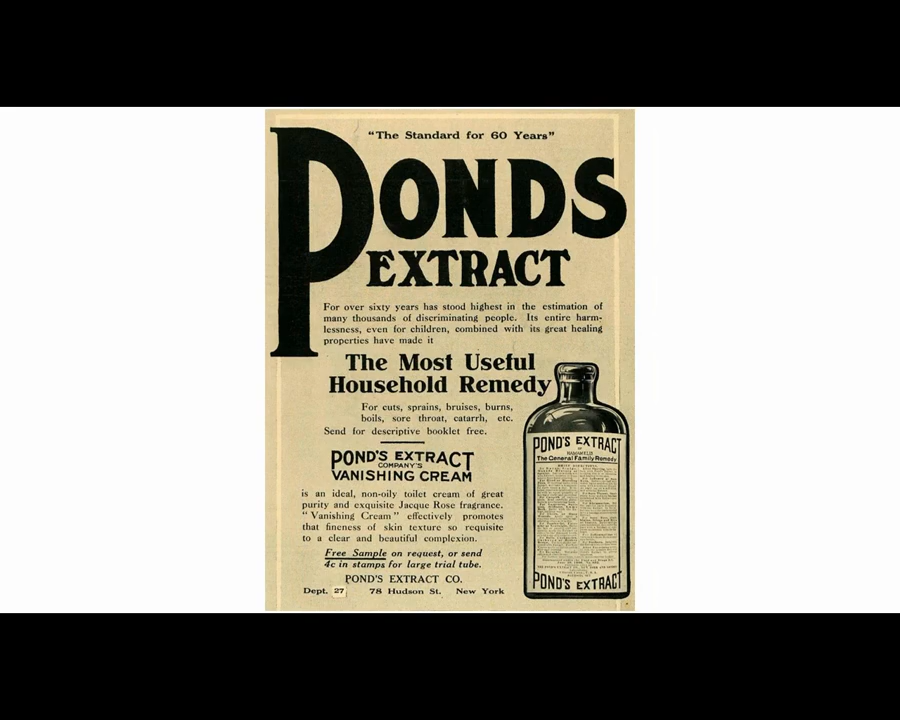 "The Standard for 60 Years"
PONDS
EXTRACT
For over sixty years has stood highest in the estimation of
many thousands of discriminating people. Its entire harm-
lessness, even for children, combined with its great healing
properties have made it
The Most Useful
Household Remedy
For cuts, sprains, bruises, burns,
boils, sore throat, catarrh, etc.
Send for descriptive booklet free.
POND'S EXTRACT
COMPANY'S
VANISHING CREAM
is an ideal, non-oily toilet cream of great
purity and exquisite Jacque Rose fragrance.
"Vanishing Cream" effectively promotes
that fineness of skin texture so requisite
to a clear and beautiful complexion.
Free Sample on request, or send
4c in stamps for large trial tube.
POND'S EXTRACT CO.
Dept. 27 78 Hudson St. New York
POND'S EXTRACT
The General Family Remedy
POND'S EXTRACT